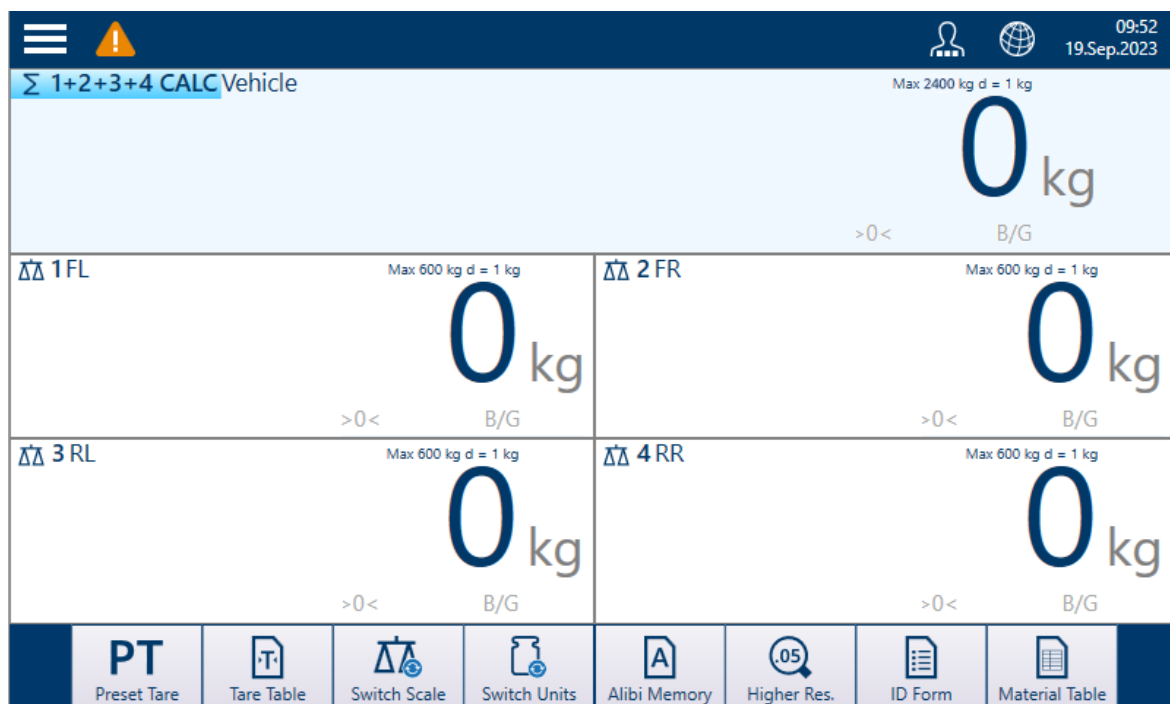 09:52
19.Sep.2023
Σ 1+2+3+4 CALC Vehicle
Max 2400 kg d = 1 kg
0 kg
>0< B/G
1 FL
Max 600 kg d = 1 kg
0 kg
>0< B/G
2 FR
Max 600 kg d = 1 kg
0 kg
>0< B/G
3 RL
Max 600 kg d = 1 kg
0 kg
>0< B/G
4 RR
Max 600 kg d = 1 kg
0 kg
>0< B/G
PT
Preset Tare
T
Tare Table
Switch Scale
Switch Units
A
Alibi Memory
.05
Higher Res.
ID Form
Material Table